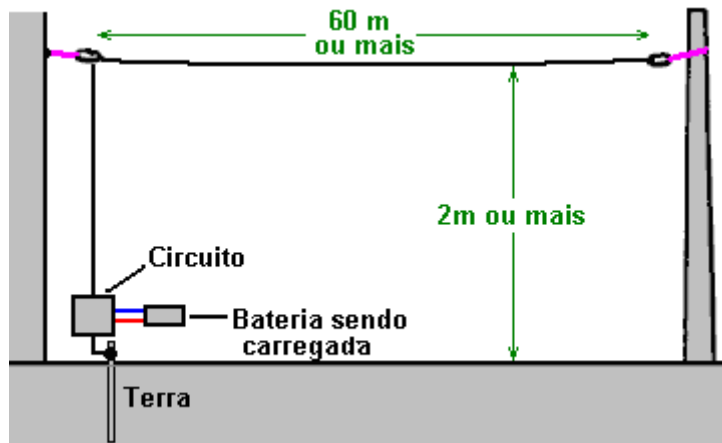 60 m
ou mais
2m ou mais
Circuito
Bateria sendo
carregada
Terra